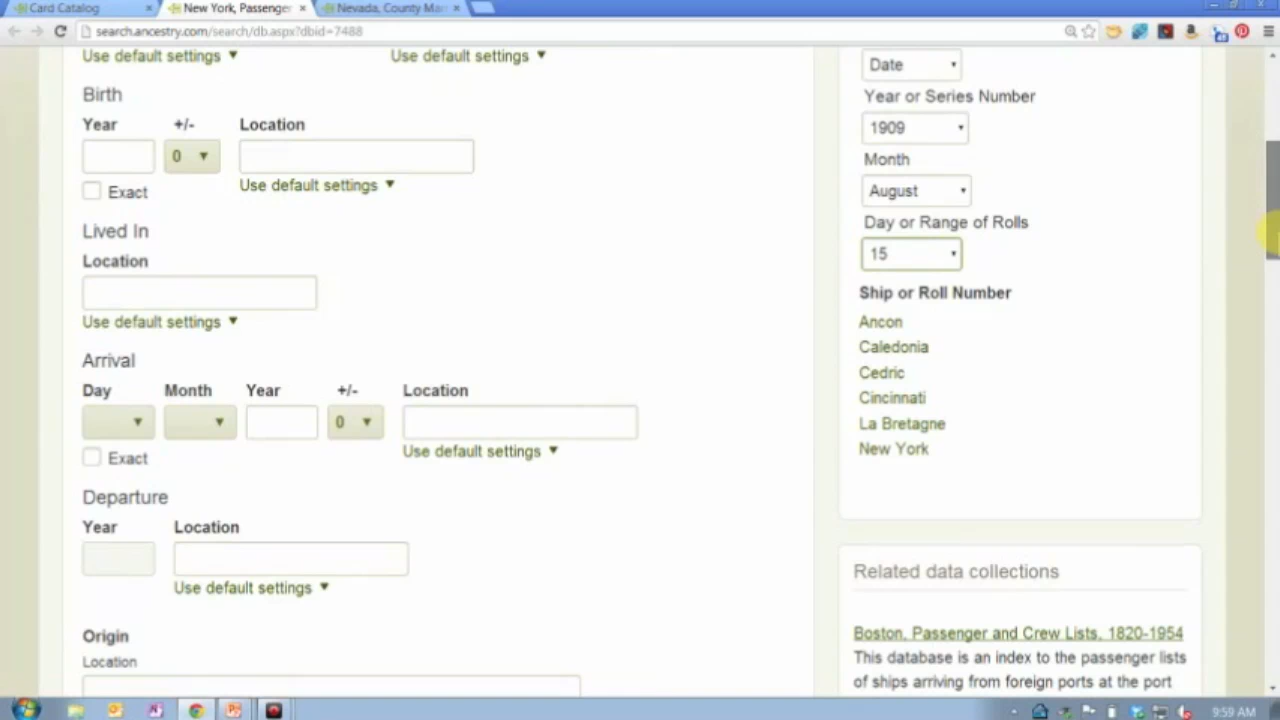 Card Catalog
New York, Passenger
Nevada, County Mar
search.ancestry.com/search/db.aspx?dbid=7488
Use default settings
Use default settings
Birth
Year +/- Location
0
Exact
Use default settings
Lived In
Location
Use default settings
Arrival
Day Month Year +/- Location
0
Exact
Use default settings
Departure
Year Location
Use default settings
Origin
Location
Date
Year or Series Number
1909
Month
August
Day or Range of Rolls
15
Ship or Roll Number
Ancon
Caledonia
Cedric
Cincinnati
La Bretagne
New York
Related data collections
Boston, Passenger and Crew Lists, 1820-1954
This database is an index to the passenger lists
of ships arriving from foreign ports at the port
9:59 AM